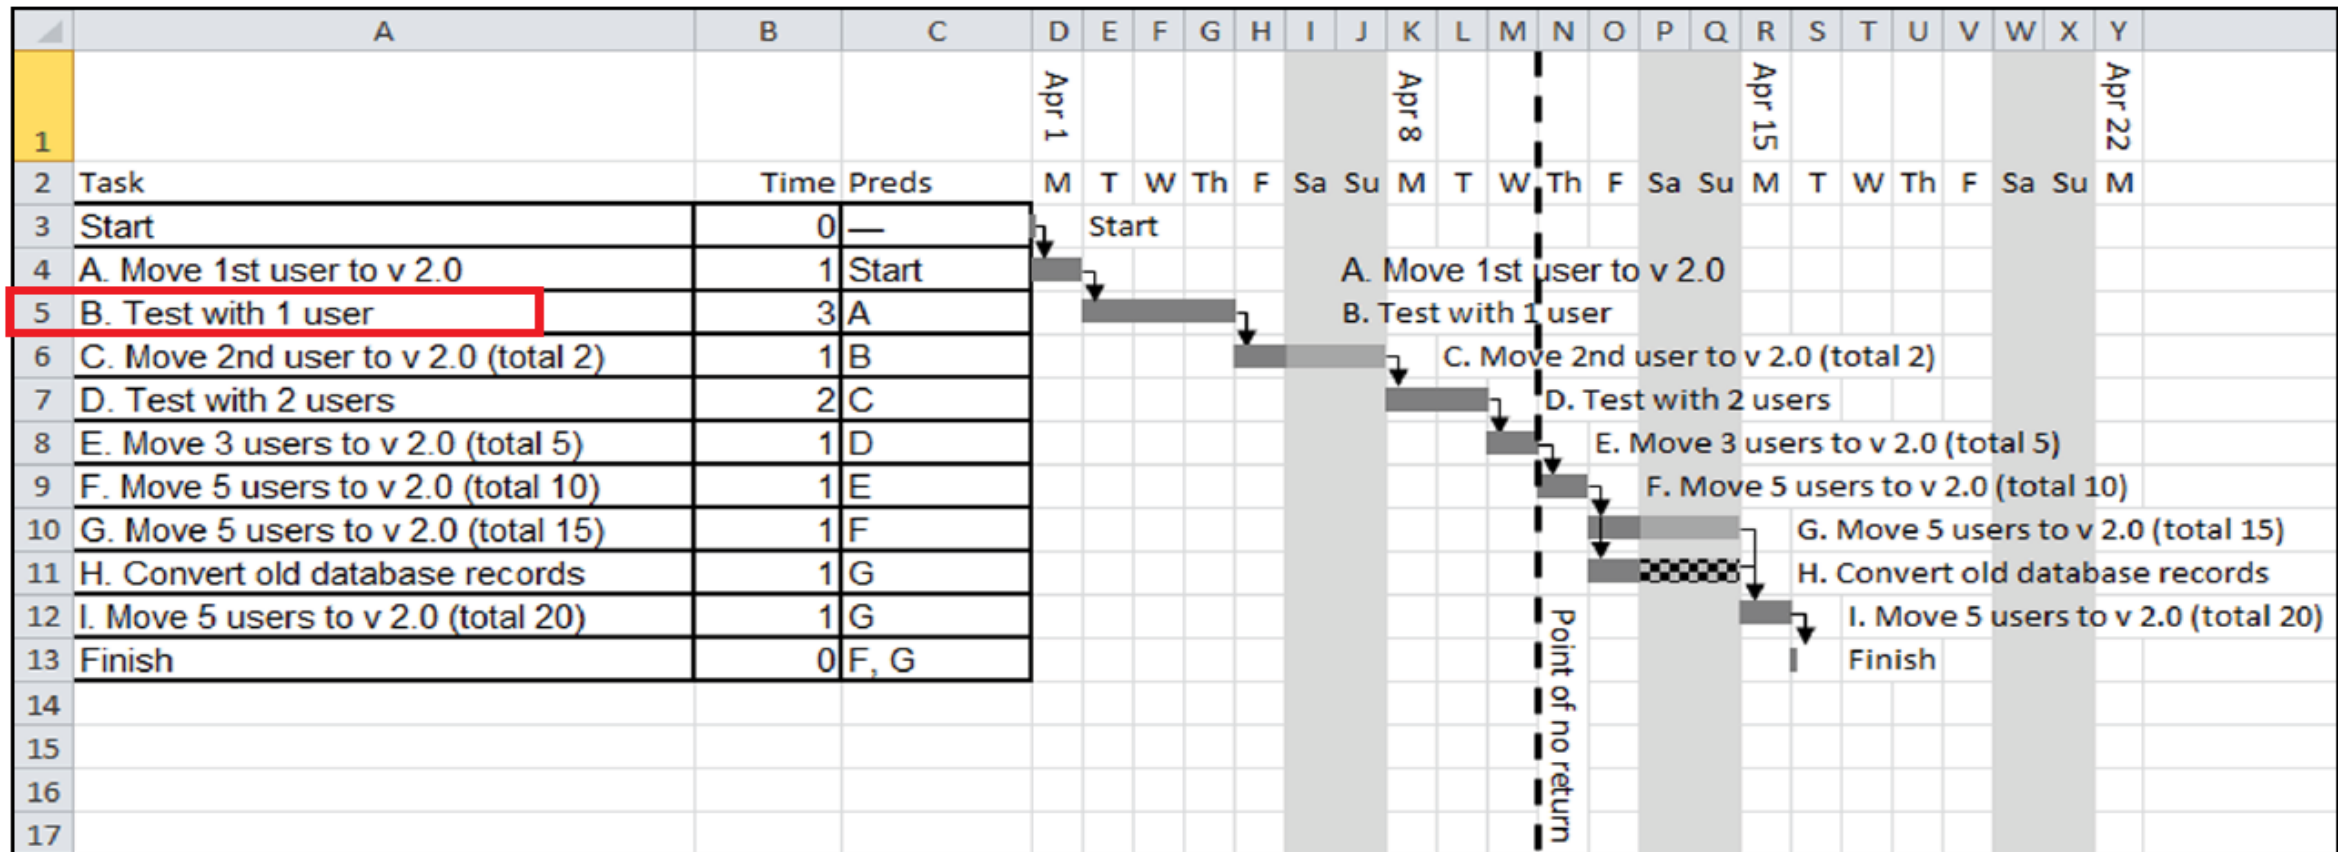 A B C D E F G H I J K L M N O P Q R S T U V W X Y
1 Apr 1 Apr 8 Apr 15 Apr 22
2 Task Time Preds M T W Th F Sa Su M T W Th F Sa Su M T W Th F Sa Su M
3 Start 0 — Start
4 A. Move 1st user to v 2.0 1 Start A. Move 1st user to v 2.0
5 B. Test with 1 user 3 A B. Test with 1 user
6 C. Move 2nd user to v 2.0 (total 2) 1 B C. Move 2nd user to v 2.0 (total 2)
7 D. Test with 2 users 2 C D. Test with 2 users
8 E. Move 3 users to v 2.0 (total 5) 1 D E. Move 3 users to v 2.0 (total 5)
9 F. Move 5 users to v 2.0 (total 10) 1 E F. Move 5 users to v 2.0 (total 10)
10 G. Move 5 users to v 2.0 (total 15) 1 F G. Move 5 users to v 2.0 (total 15)
11 H. Convert old database records 1 G H. Convert old database records
12 I. Move 5 users to v 2.0 (total 20) 1 G I. Move 5 users to v 2.0 (total 20)
13 Finish 0 F, G Finish
Point of no return
14
15
16
17